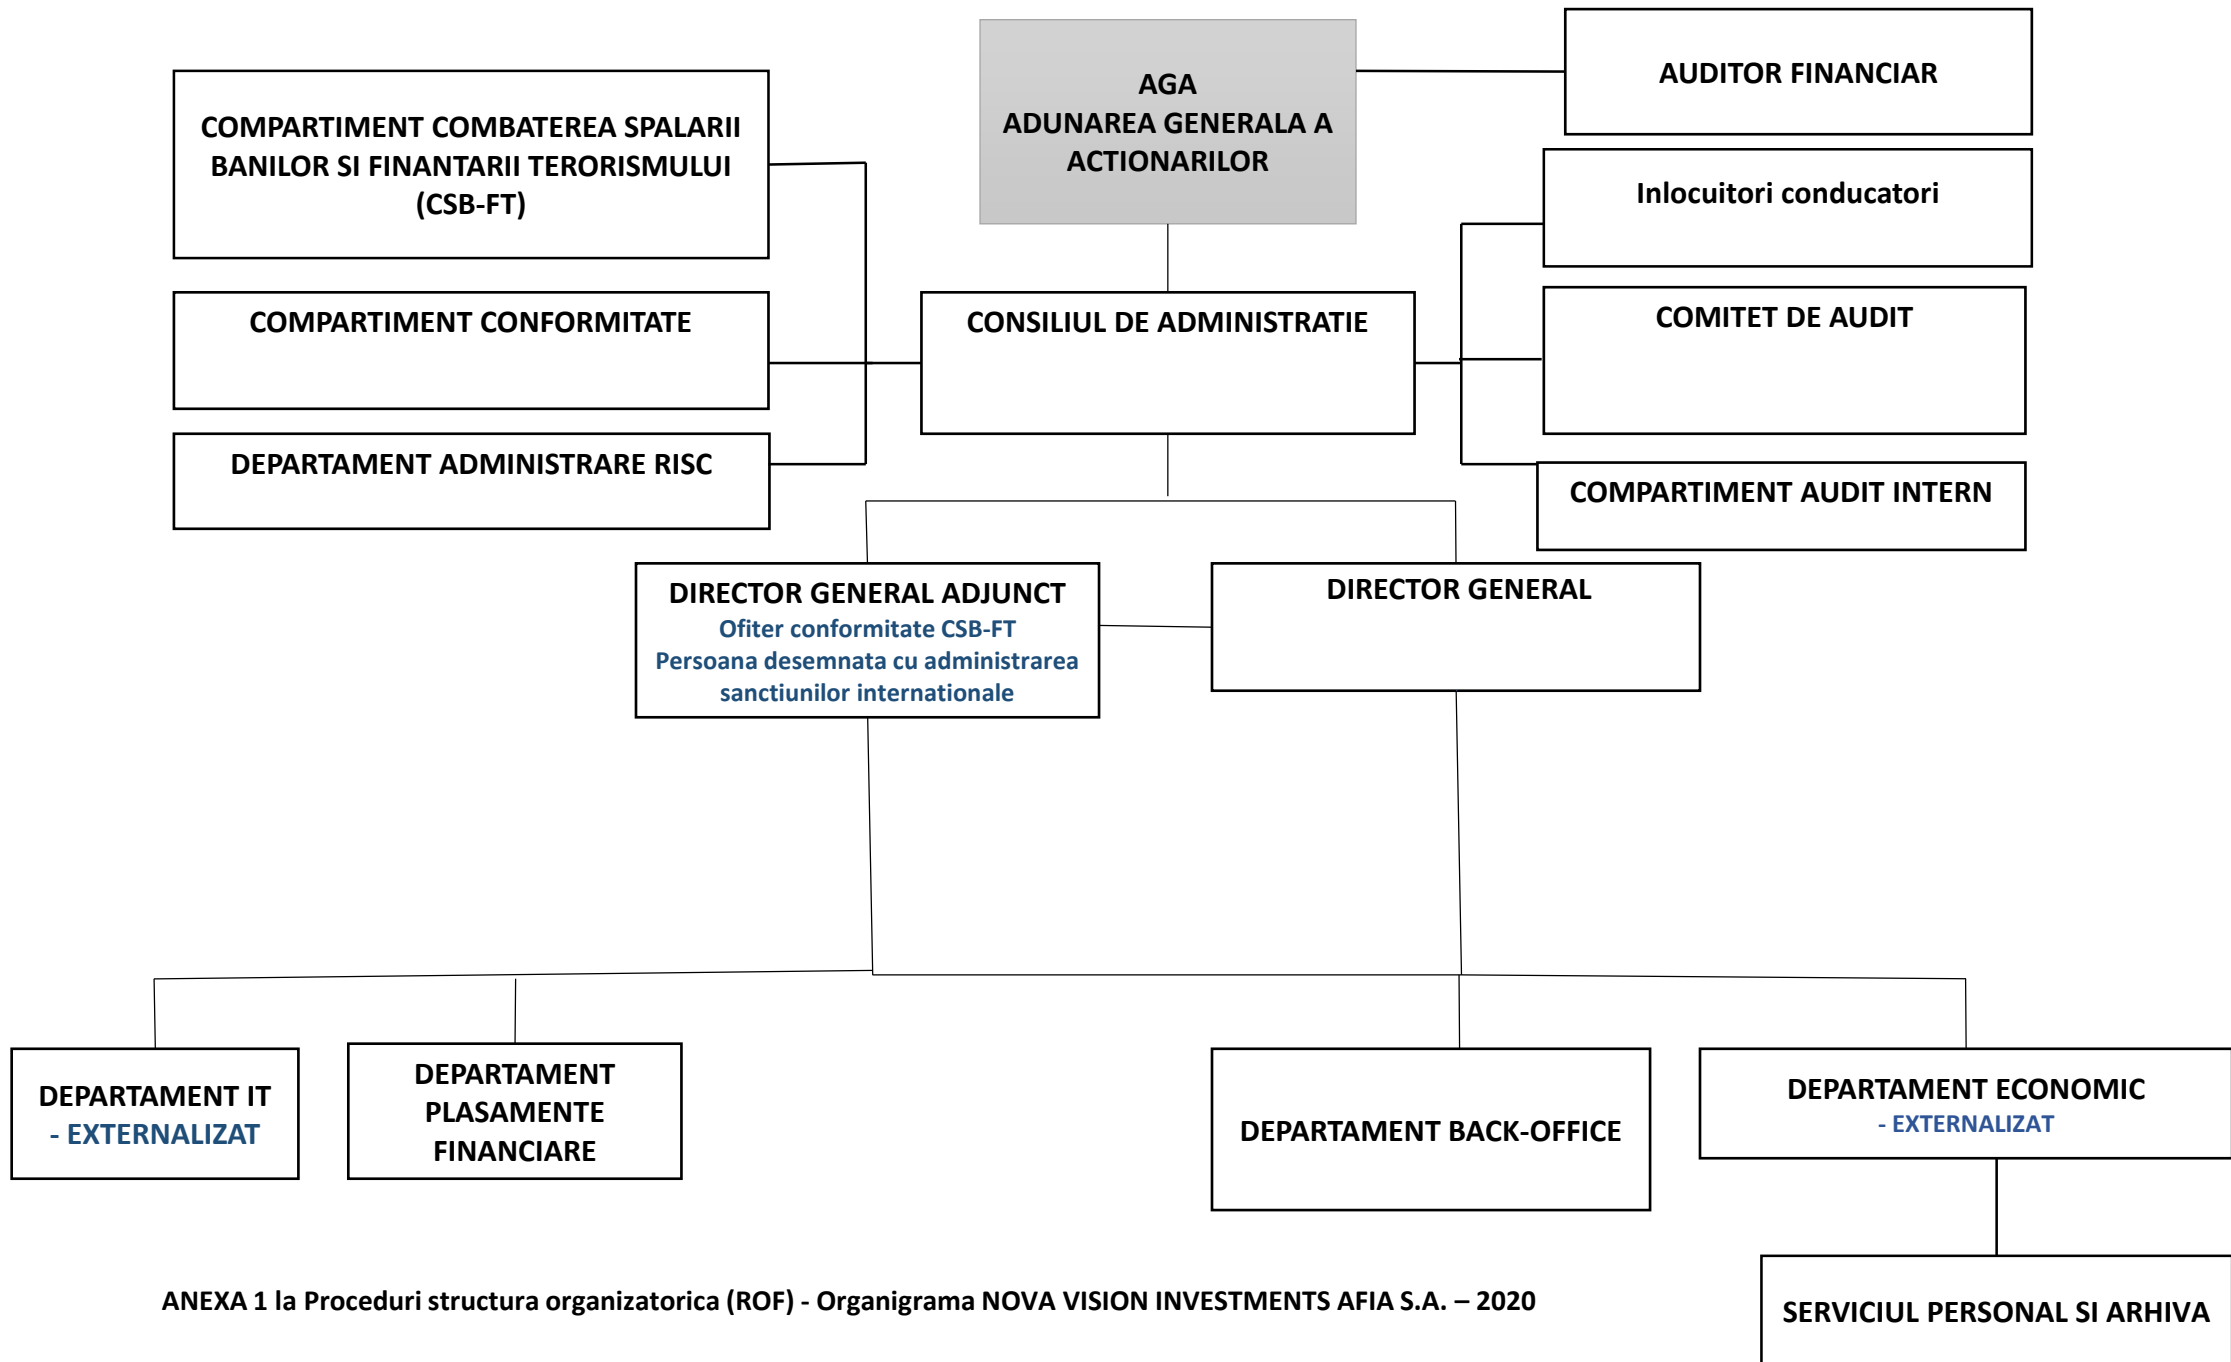 AGA
ADUNAREA GENERALA A
ACTIONARILOR
AUDITOR FINANCIAR
COMPARTIMENT COMBATEREA SPALARII
BANILOR SI FINANTARII TERORISMULUI
(CSB-FT)
Inlocuitori conducatori
COMPARTIMENT CONFORMITATE
CONSILIUL DE ADMINISTRATIE
COMITET DE AUDIT
DEPARTAMENT ADMINISTRARE RISC
COMPARTIMENT AUDIT INTERN
DIRECTOR GENERAL ADJUNCT
Ofiter conformitate CSB-FT
Persoana desemnata cu administrarea
sanctiunilor internationale
DIRECTOR GENERAL
DEPARTAMENT IT
- EXTERNALIZAT
DEPARTAMENT
PLASAMENTE
FINANCIARE
DEPARTAMENT BACK-OFFICE
DEPARTAMENT ECONOMIC
- EXTERNALIZAT
SERVICIUL PERSONAL SI ARHIVA
ANEXA 1 la Proceduri structura organizatorica (ROF) - Organigrama NOVA VISION INVESTMENTS AFIA S.A. – 2020